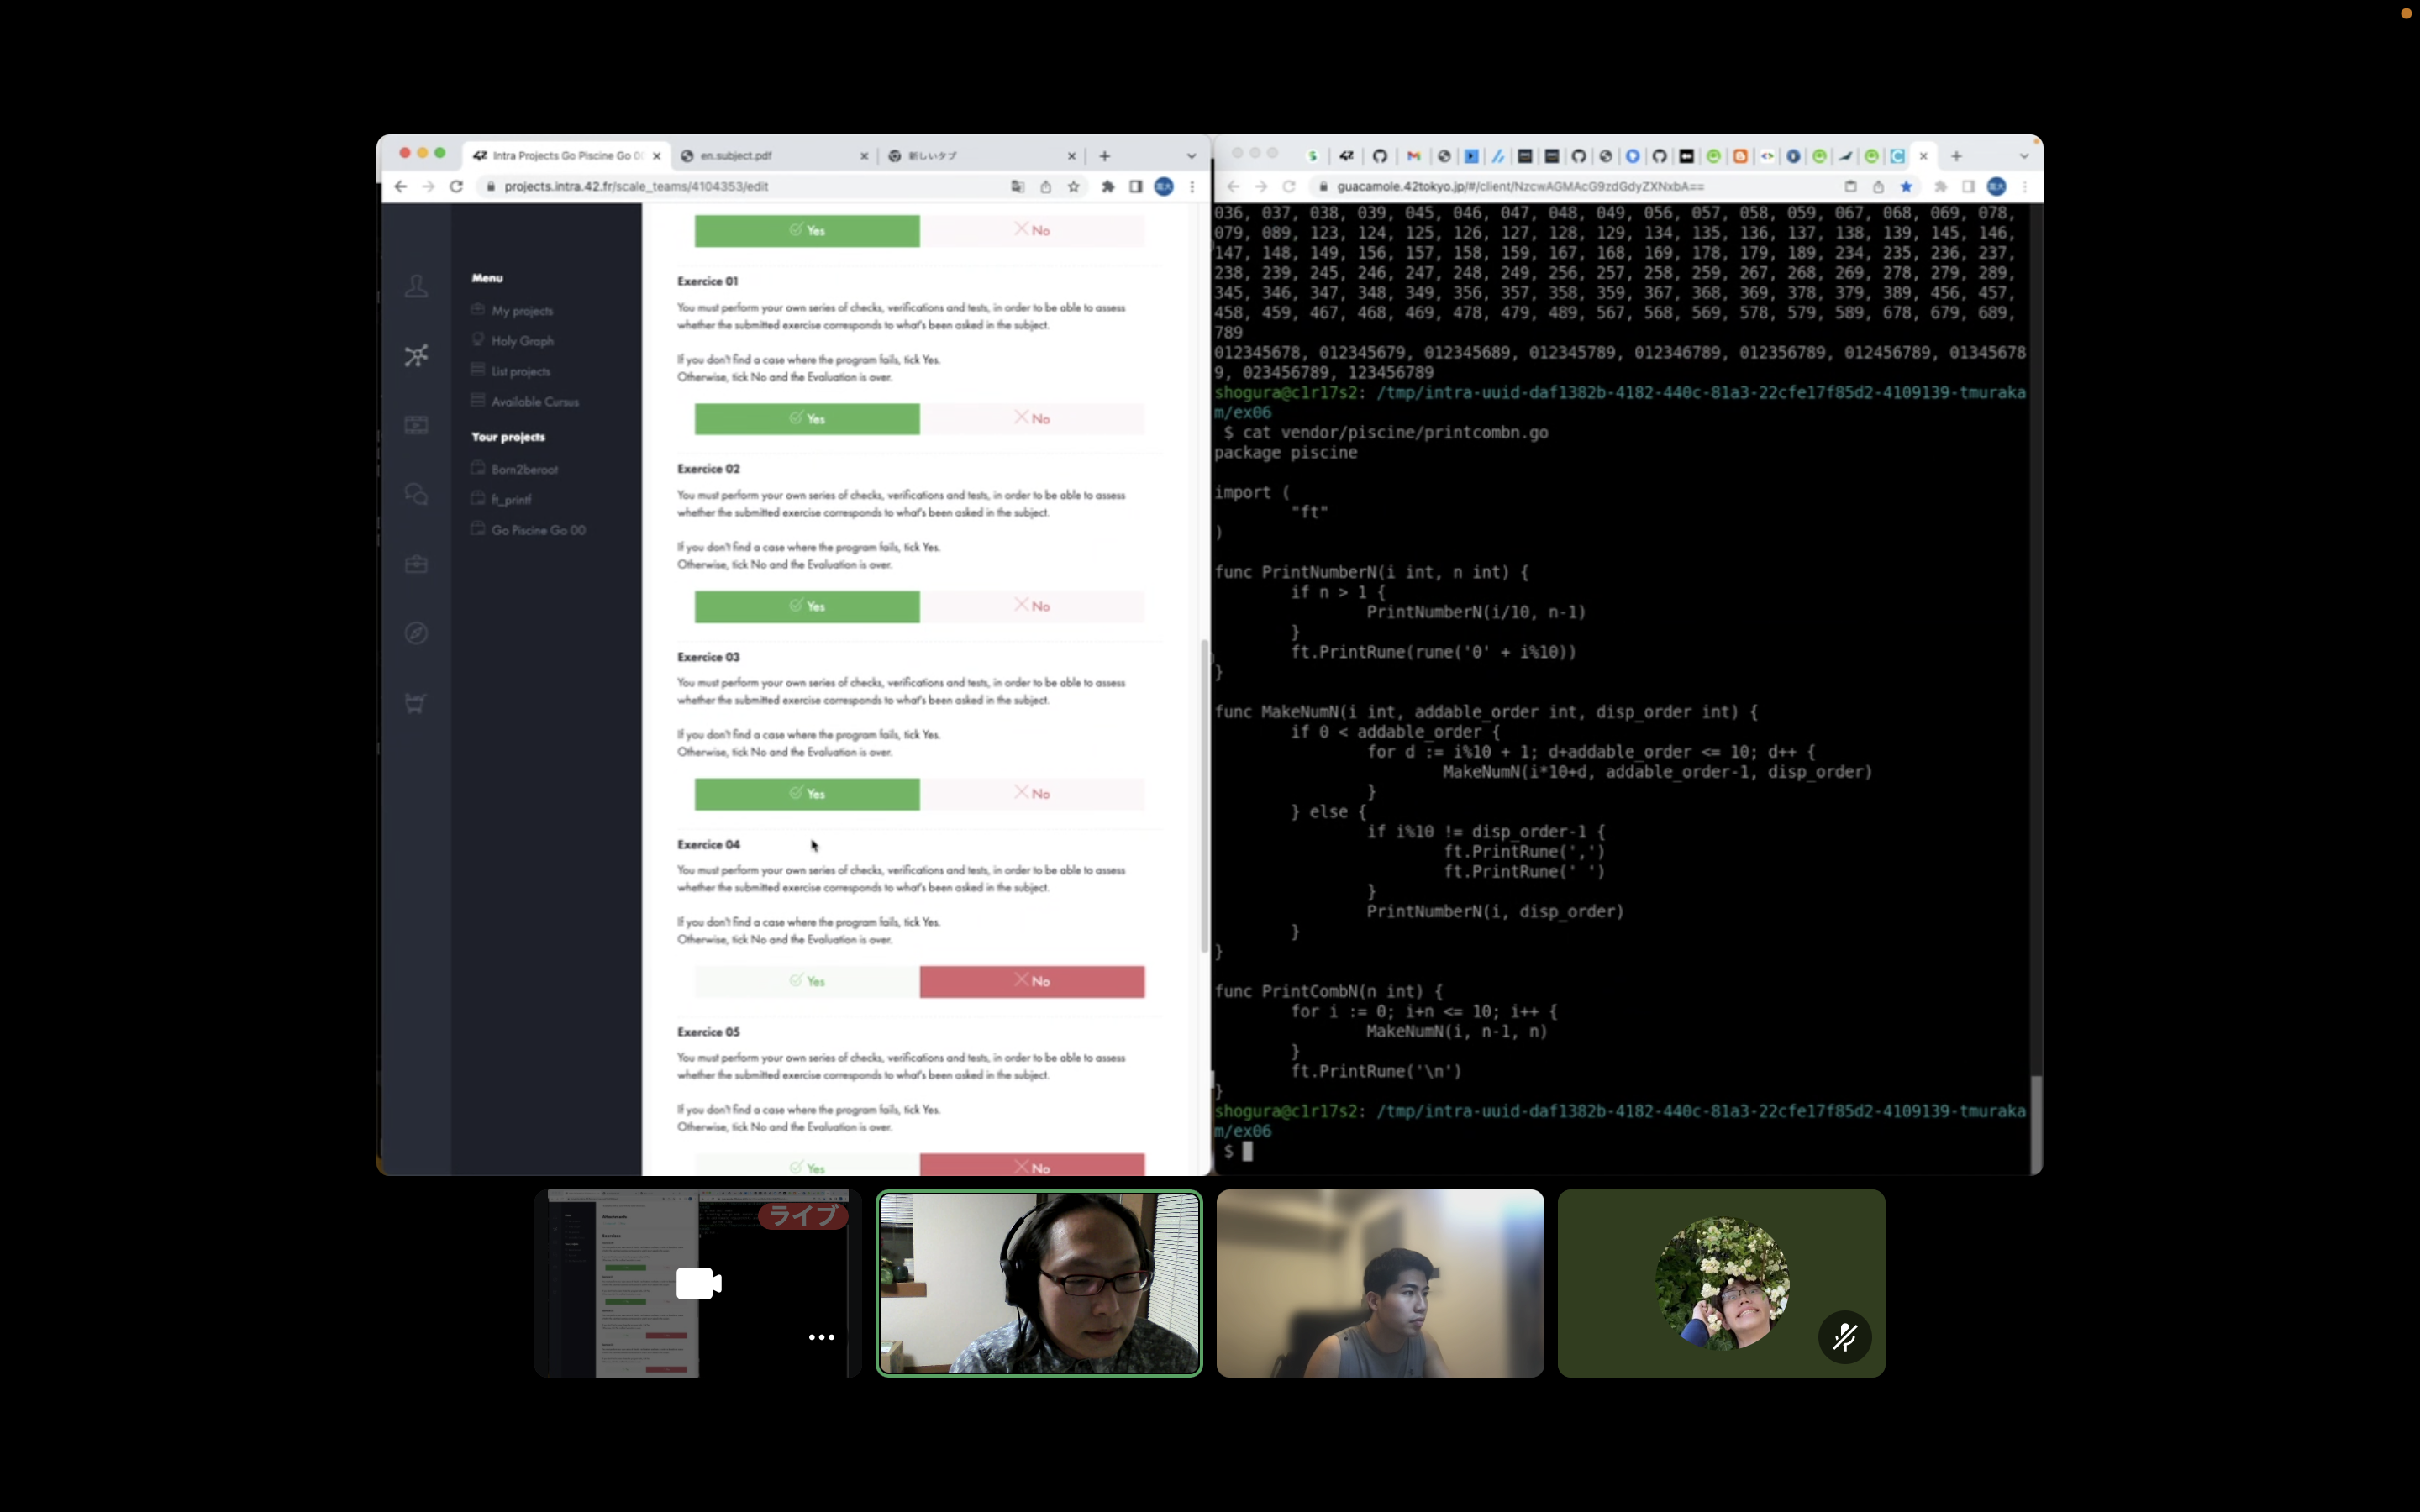 Intra Projects Go Piscine Go 0
en.subject.pdf
新しいタブ
projects.intra.42.fr/scale_teams/4104353/edit
Menu
My projects
Holy Graph
List projects
Available Cursus
Your projects
Born2beroot
ft_printf
Go Piscine Go 00
Yes
No
Exercice 01
You must perform your own series of checks, verifications and tests, in order to be able to assess
whether the submitted exercise corresponds to what's been asked in the subject.
If you don't find a case where the program fails, tick Yes.
Otherwise, tick No and the Evaluation is over.
Yes
No
Exercice 02
You must perform your own series of checks, verifications and tests, in order to be able to assess
whether the submitted exercise corresponds to what's been asked in the subject.
If you don't find a case where the program fails, tick Yes.
Otherwise, tick No and the Evaluation is over.
Yes
No
Exercice 03
You must perform your own series of checks, verifications and tests, in order to be able to assess
whether the submitted exercise corresponds to what's been asked in the subject.
If you don't find a case where the program fails, tick Yes.
Otherwise, tick No and the Evaluation is over.
Yes
No
Exercice 04
You must perform your own series of checks, verifications and tests, in order to be able to assess
whether the submitted exercise corresponds to what's been asked in the subject.
If you don't find a case where the program fails, tick Yes.
Otherwise, tick No and the Evaluation is over.
Yes
No
Exercice 05
You must perform your own series of checks, verifications and tests, in order to be able to assess
whether the submitted exercise corresponds to what's been asked in the subject.
If you don't find a case where the program fails, tick Yes.
Otherwise, tick No and the Evaluation is over.
Yes
No
guacamole.42tokyo.jp/#/client/NzcwAGMAcG9zdGdyZXNxbA==
036, 037, 038, 039, 045, 046, 047, 048, 049, 056, 057, 058, 059, 067, 068, 069, 078,
079, 089, 123, 124, 125, 126, 127, 128, 129, 134, 135, 136, 137, 138, 139, 145, 146,
147, 148, 149, 156, 157, 158, 159, 167, 168, 169, 178, 179, 189, 234, 235, 236, 237,
238, 239, 245, 246, 247, 248, 249, 256, 257, 258, 259, 267, 268, 269, 278, 279, 289,
345, 346, 347, 348, 349, 356, 357, 358, 359, 367, 368, 369, 378, 379, 389, 456, 457,
458, 459, 467, 468, 469, 478, 479, 489, 567, 568, 569, 578, 579, 589, 678, 679, 689,
789
012345678, 012345679, 012345689, 012345789, 012346789, 012356789, 012456789, 01345678
9, 023456789, 123456789
shogura@c1r17s2: /tmp/intra-uuid-daf1382b-4182-440c-81a3-22cfe17f85d2-4109139-tmuraka
m/ex06
$ cat vendor/piscine/printcombn.go
package piscine
import (
"ft"
)
func PrintNumberN(i int, n int) {
if n > 1 {
PrintNumberN(i/10, n-1)
}
ft.PrintRune(rune('0' + i%10))
}
func MakeNumN(i int, addable_order int, disp_order int) {
if 0 < addable_order {
for d := i%10 + 1; d+addable_order <= 10; d++ {
MakeNumN(i*10+d, addable_order-1, disp_order)
}
} else {
if i%10 != disp_order-1 {
ft.PrintRune(',')
ft.PrintRune(' ')
}
PrintNumberN(i, disp_order)
}
}
func PrintCombN(n int) {
for i := 0; i+n <= 10; i++ {
MakeNumN(i, n-1, n)
}
ft.PrintRune('\n')
}
shogura@c1r17s2: /tmp/intra-uuid-daf1382b-4182-440c-81a3-22cfe17f85d2-4109139-tmuraka
m/ex06
$
ライブ